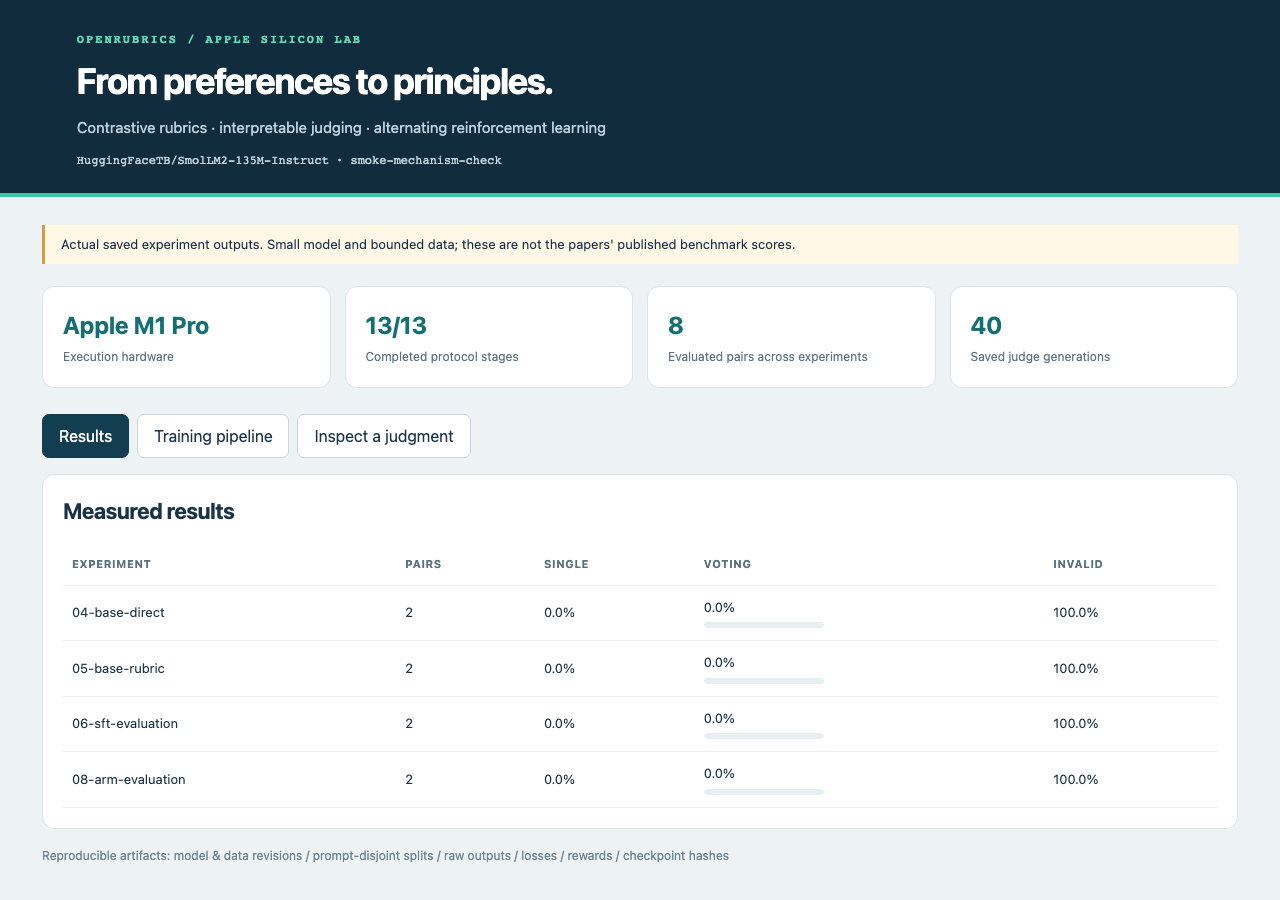 OPENRUBRICS / APPLE SILICON LAB
From preferences to principles.
Contrastive rubrics · interpretable judging · alternating reinforcement learning
HuggingFaceTB/SmolLM2-135M-Instruct · smoke-mechanism-check
Actual saved experiment outputs. Small model and bounded data; these are not the papers' published benchmark scores.
Apple M1 Pro
Execution hardware
13/13
Completed protocol stages
8
Evaluated pairs across experiments
40
Saved judge generations
Results
Training pipeline
Inspect a judgment
Measured results
EXPERIMENT PAIRS SINGLE VOTING INVALID
04-base-direct 2 0.0% 0.0% 100.0%
05-base-rubric 2 0.0% 0.0% 100.0%
06-sft-evaluation 2 0.0% 0.0% 100.0%
08-arm-evaluation 2 0.0% 0.0% 100.0%
Reproducible artifacts: model & data revisions / prompt-disjoint splits / raw outputs / losses / rewards / checkpoint hashes